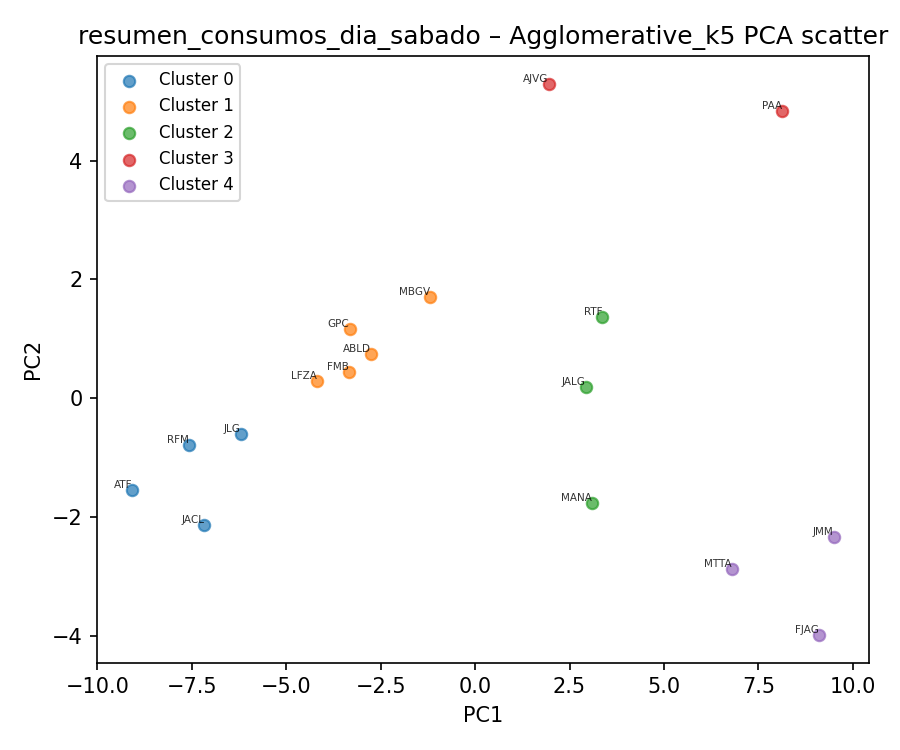 resumen_consumos_dia_sabado – Agglomerative_k5 PCA scatter
Cluster 0
Cluster 1
Cluster 2
Cluster 3
Cluster 4
AJVG
PAA
MBGV
GPC
ABLD
FMB
LFZA
RTF
JALG
JLG
RFM
ATF
JACL
MANA
JMM
MTTA
FJAG
4
2
0
−2
−4
PC2
−10.0
−7.5
−5.0
−2.5
0.0
2.5
5.0
7.5
10.0
PC1